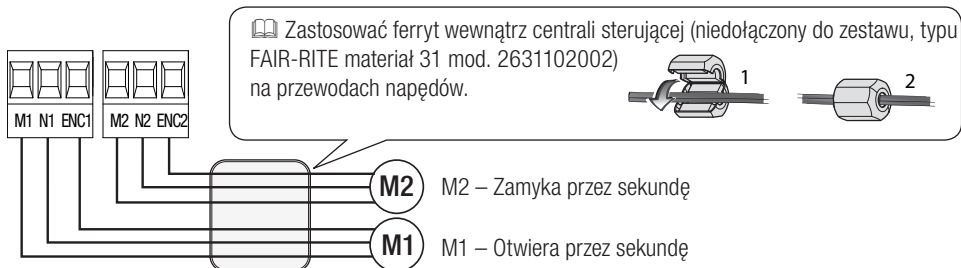 Zastosować ferryt wewnątrz centrali sterującej (niedołączony do zestawu, typu
FAIR-RITE materiał 31 mod. 2631102002)
na przewodach napędów.
1
2
M1 N1 ENC1 M2 N2 ENC2
M2 M2 – Zamyka przez sekundę
M1 M1 – Otwiera przez sekundę